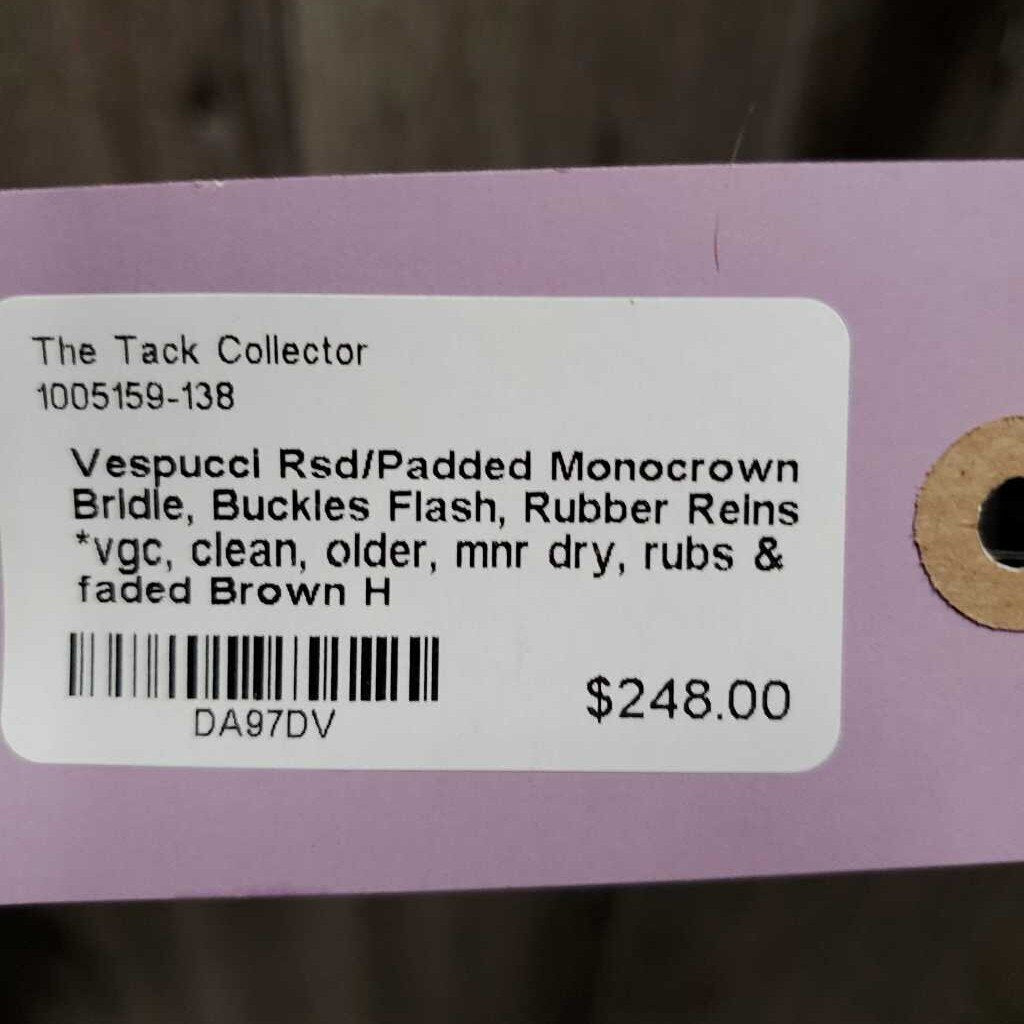 The Tack Collector
1005159-138
Vespucci Rsd/Padded Monocrown
Bridle, Buckles Flash, Rubber Reins
*vgc, clean, older, mnr dry, rubs &
faded Brown H
DA97DV
$248.00